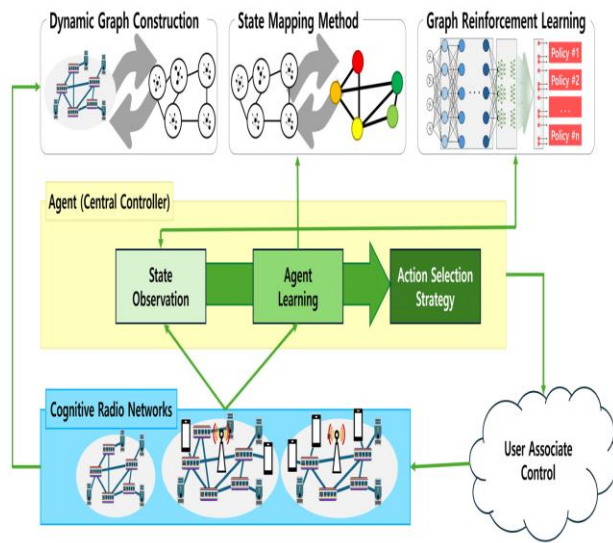 Dynamic Graph Construction
State Mapping Method
Graph Reinforcement Learning
Policy #1
Policy #2
...
Policy #n
Agent (Central Controller)
State
Observation
Agent
Learning
Action Selection
Strategy
Cognitive Radio Networks
User Associate
Control